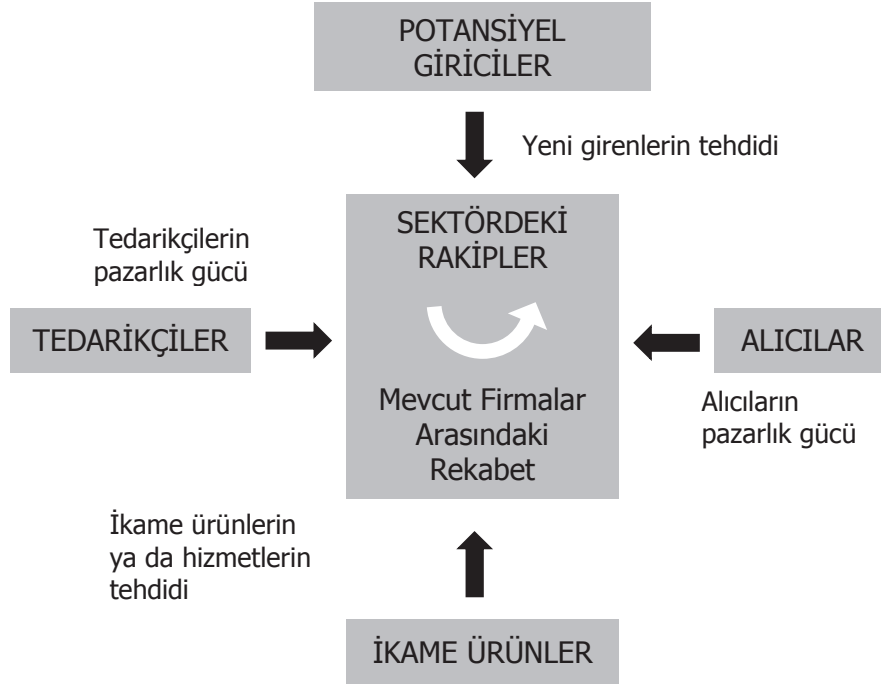 POTANSİYEL
GİRİCİLER
Yeni girenlerin tehdidi
SEKTÖRDEKİ
RAKİPLER
Tedarikçilerin
pazarlık gücü
TEDARİKÇİLER
ALICILAR
Mevcut Firmalar
Arasındaki
Rekabet
Alıcıların
pazarlık gücü
İkame ürünlerin
ya da hizmetlerin
tehdidi
İKAME ÜRÜNLER